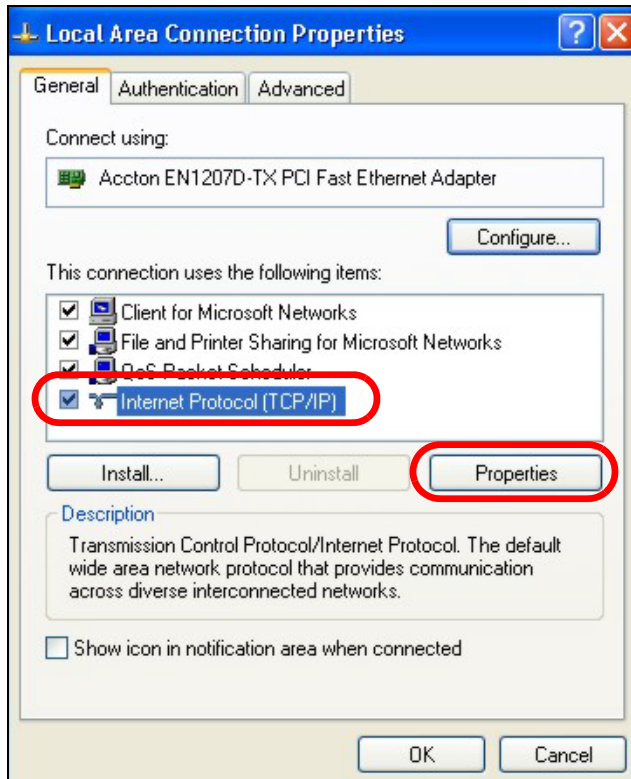 Local Area Connection Properties
General Authentication Advanced
Connect using:
Accton EN1207D-TX PCI Fast Ethernet Adapter
Configure...
This connection uses the following items:
Client for Microsoft Networks
File and Printer Sharing for Microsoft Networks
QoS Packet Scheduler
Internet Protocol (TCP/IP)
Install... Uninstall Properties
Description
Transmission Control Protocol/Internet Protocol. The default
wide area network protocol that provides communication
across diverse interconnected networks.
Show icon in notification area when connected
OK Cancel